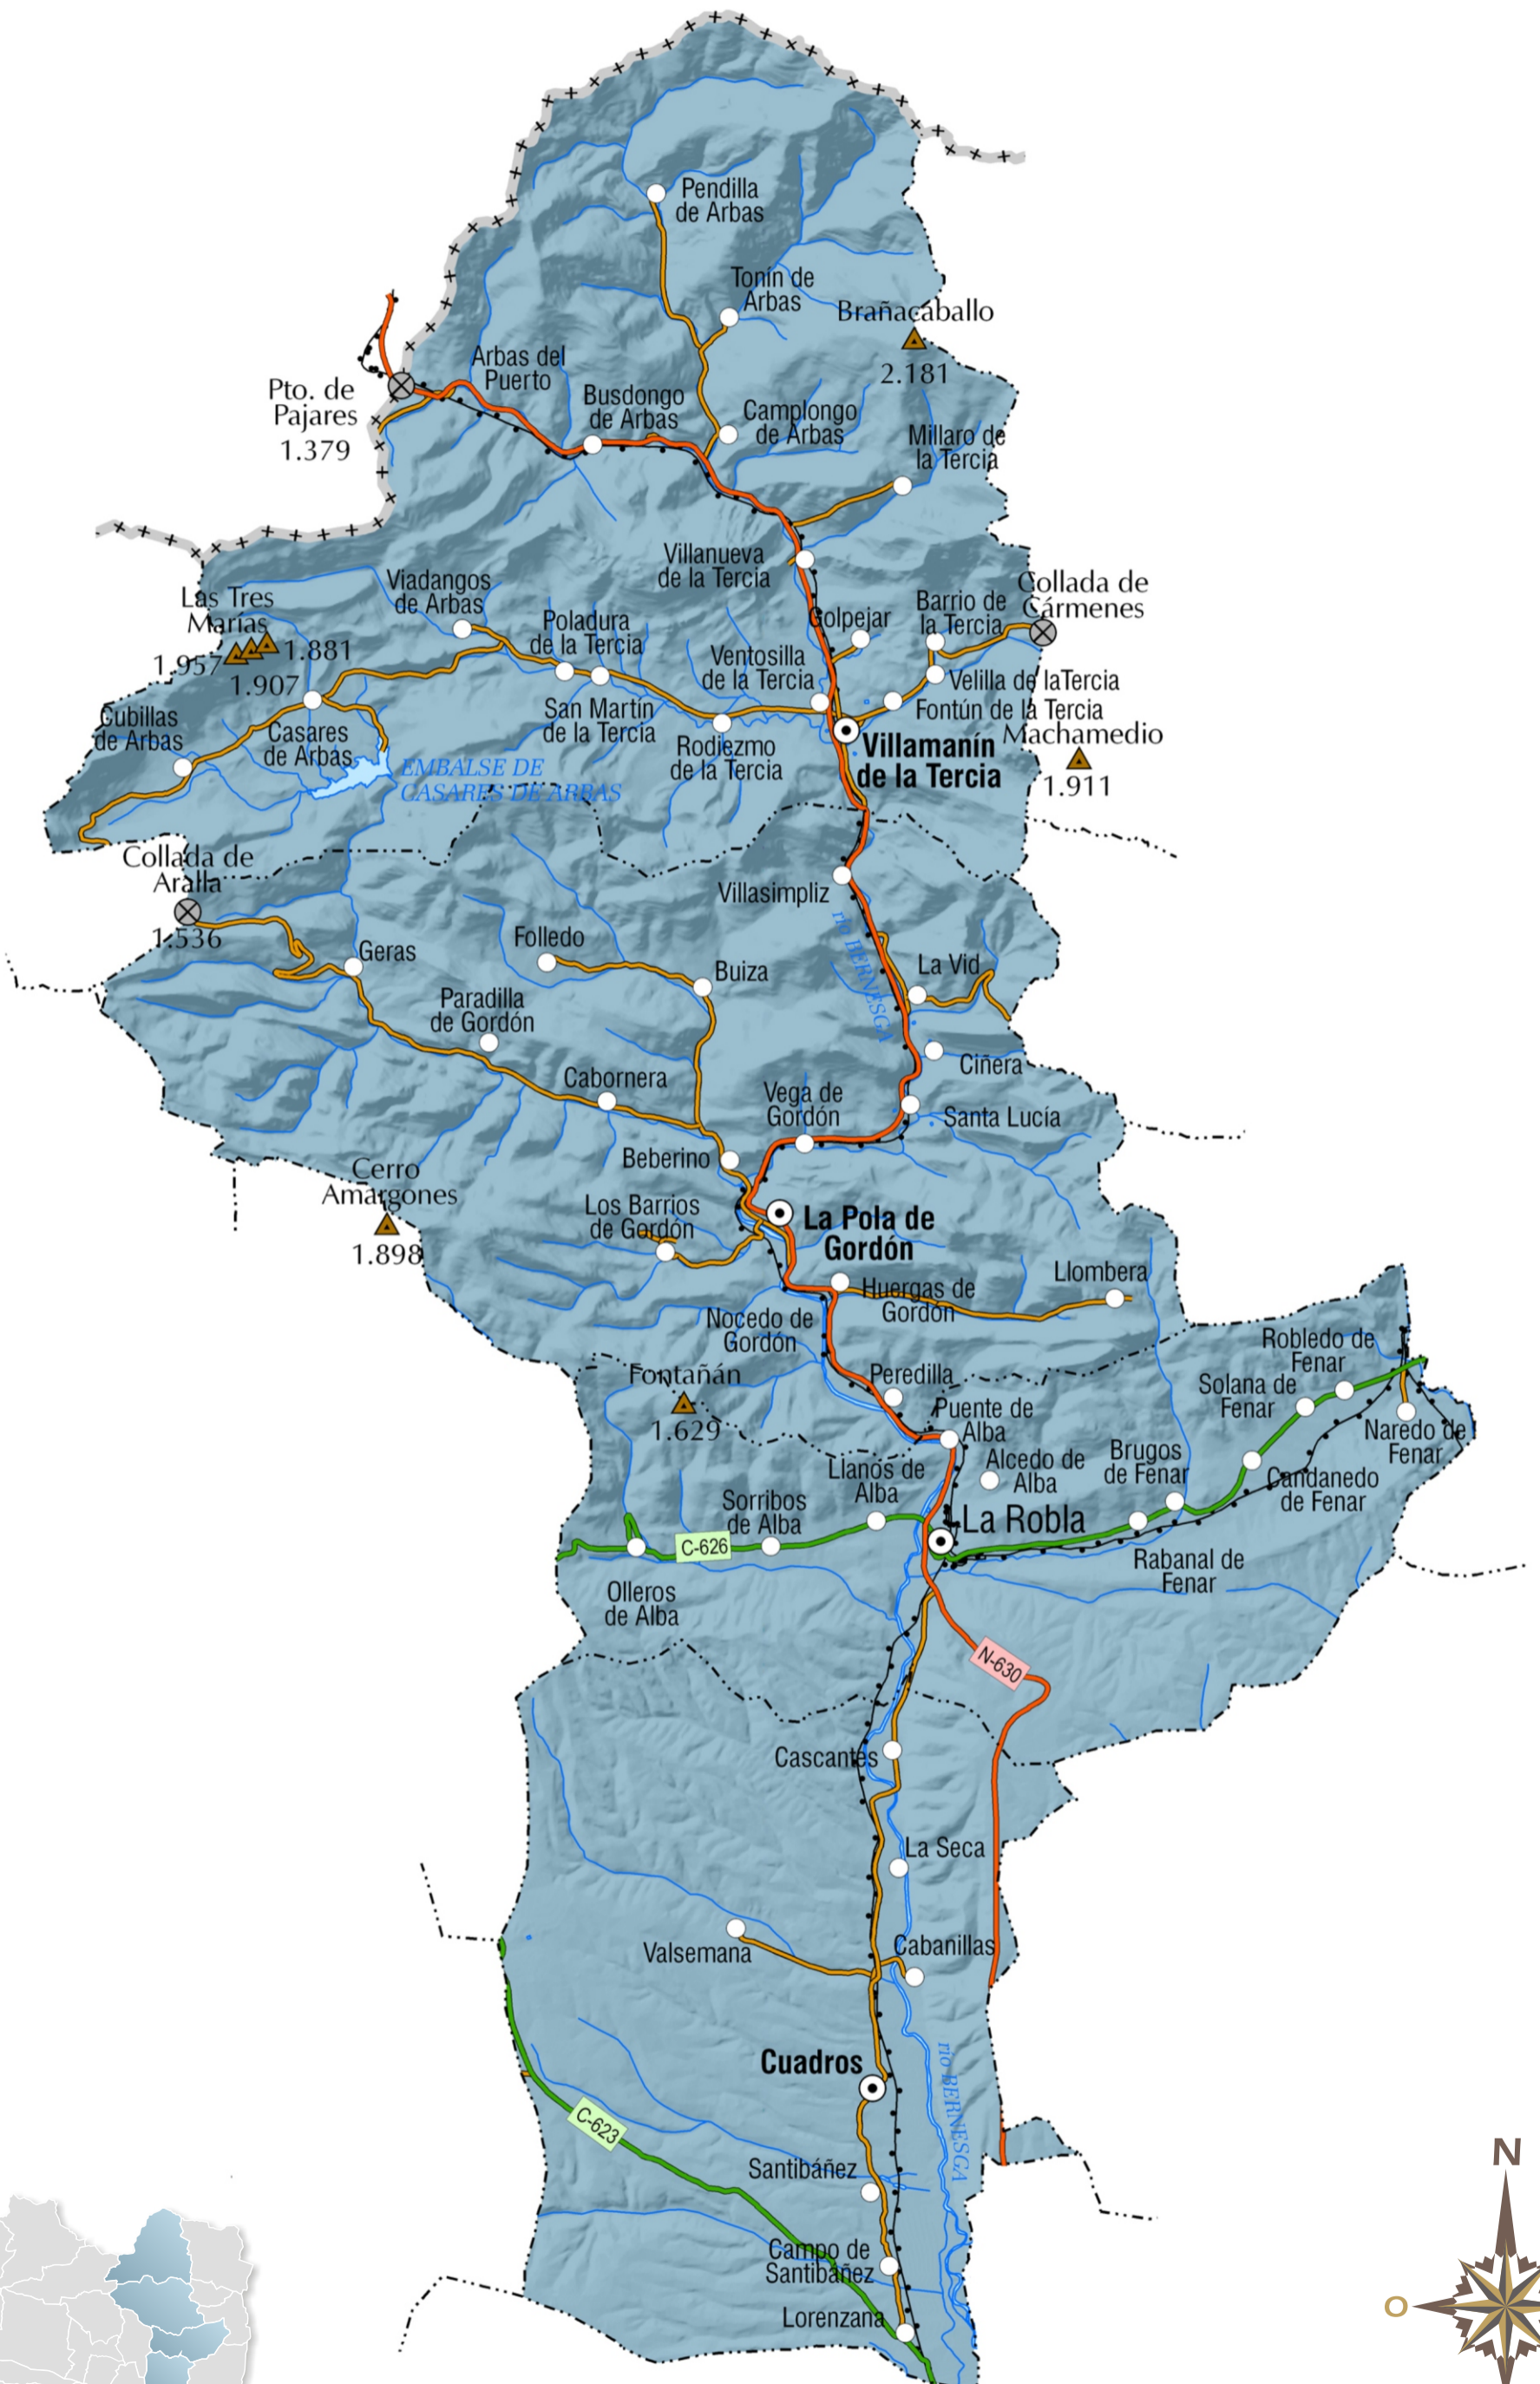 Pendilla
de Arbas
Tonín de
Arbas
Brañacaballo
2.181
Arbas del
Puerto
Pto. de
Pajares
1.379
Busdongo
de Arbas
Camplongo
de Arbas
Millaro de
la Tercia
Villanueva
de la Tercia
Collada de
Cármenes
Viadangos
de Arbas
Las Tres
Marías
1.881
1.957
1.907
Poladura
de la Tercia
Golpejar
Barrio de
la Tercia
Ventosilla
de la Tercia
Velilla de laTercia
Fontún de la Tercia
Cubillas
de Arbas
Casares
de Arbas
San Martín
de la Tercia
Rodiezmo
de la Tercia
Villamanín
de la Tercia
Machamedio
1.911
EMBALSE DE
CASARES DE ARBAS
Collada de
Aralla
1.536
Villasimpliz
río BERNESGA
Geras
Folledo
Buiza
La Vid
Paradilla
de Gordón
Ciñera
Cabornera
Vega de
Gordón
Santa Lucía
Beberino
Cerro
Amargones
1.898
Los Barrios
de Gordón
La Pola de
Gordón
Huergas de
Gordón
Llombera
Nocedo de
Gordón
Robledo de
Fenar
Fontañán
1.629
Peredilla
Solana de
Fenar
Puente de
Alba
Naredo de
Fenar
Llanos de
Alba
Alcedo de
Alba
Brugos
de Fenar
Candanedo
de Fenar
Sorribos
de Alba
La Robla
C-626
Rabanal de
Fenar
Olleros
de Alba
N-630
Cascantes
La Seca
Valsemana
Cabanillas
Cuadros
río BERNESGA
C-623
Santibáñez
Campo de
Santibáñez
Lorenzana
N
O